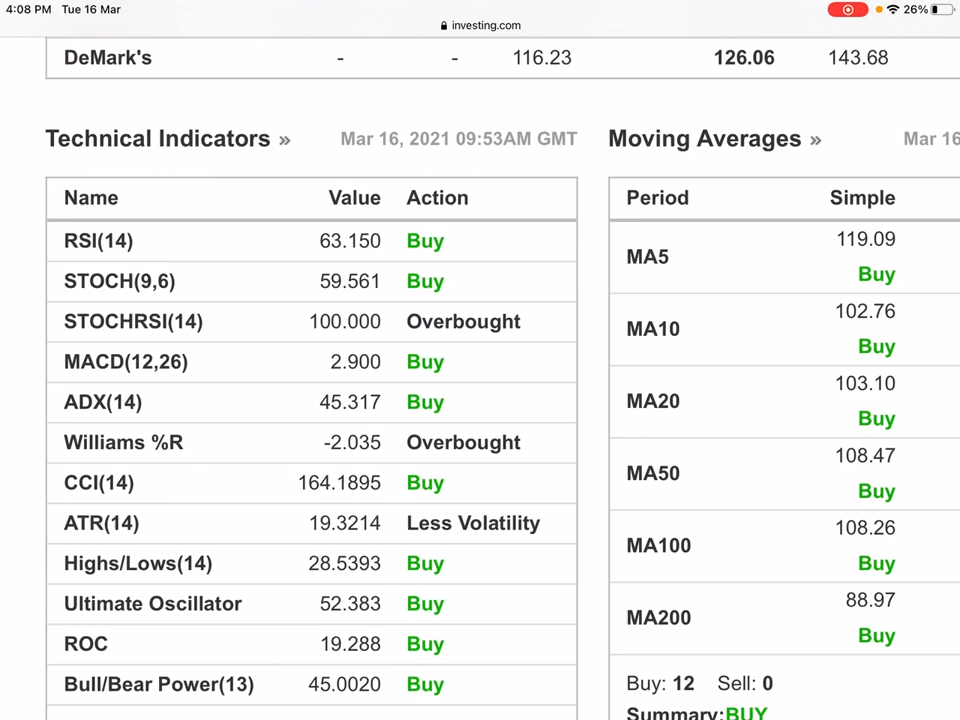 4:08 PM Tue 16 Mar
26%
investing.com
DeMark's - - 116.23 126.06 143.68
Technical Indicators » Mar 16, 2021 09:53AM GMT
Moving Averages » Mar 16
Name Value Action
RSI(14) 63.150 Buy
STOCH(9,6) 59.561 Buy
STOCHRSI(14) 100.000 Overbought
MACD(12,26) 2.900 Buy
ADX(14) 45.317 Buy
Williams %R -2.035 Overbought
CCI(14) 164.1895 Buy
ATR(14) 19.3214 Less Volatility
Highs/Lows(14) 28.5393 Buy
Ultimate Oscillator 52.383 Buy
ROC 19.288 Buy
Bull/Bear Power(13) 45.0020 Buy
Period Simple
MA5 119.09
Buy
MA10 102.76
Buy
MA20 103.10
Buy
MA50 108.47
Buy
MA100 108.26
Buy
MA200 88.97
Buy
Buy: 12 Sell: 0
Summary:BUY